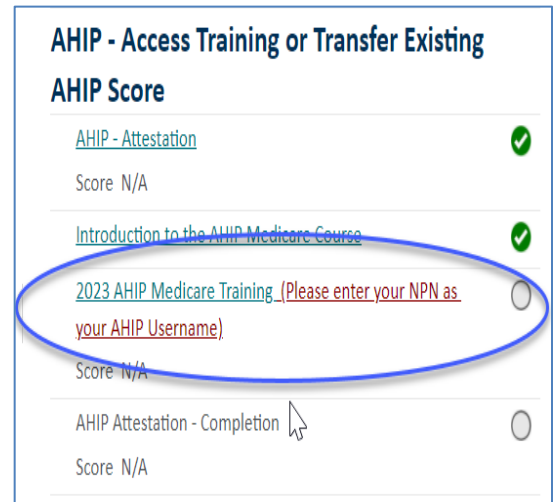 AHIP - Access Training or Transfer Existing
AHIP Score
AHIP - Attestation
Score N/A
Introduction to the AHIP Medicare Course
2023 AHIP Medicare Training (Please enter your NPN as
your AHIP Username)
Score N/A
AHIP Attestation - Completion
Score N/A